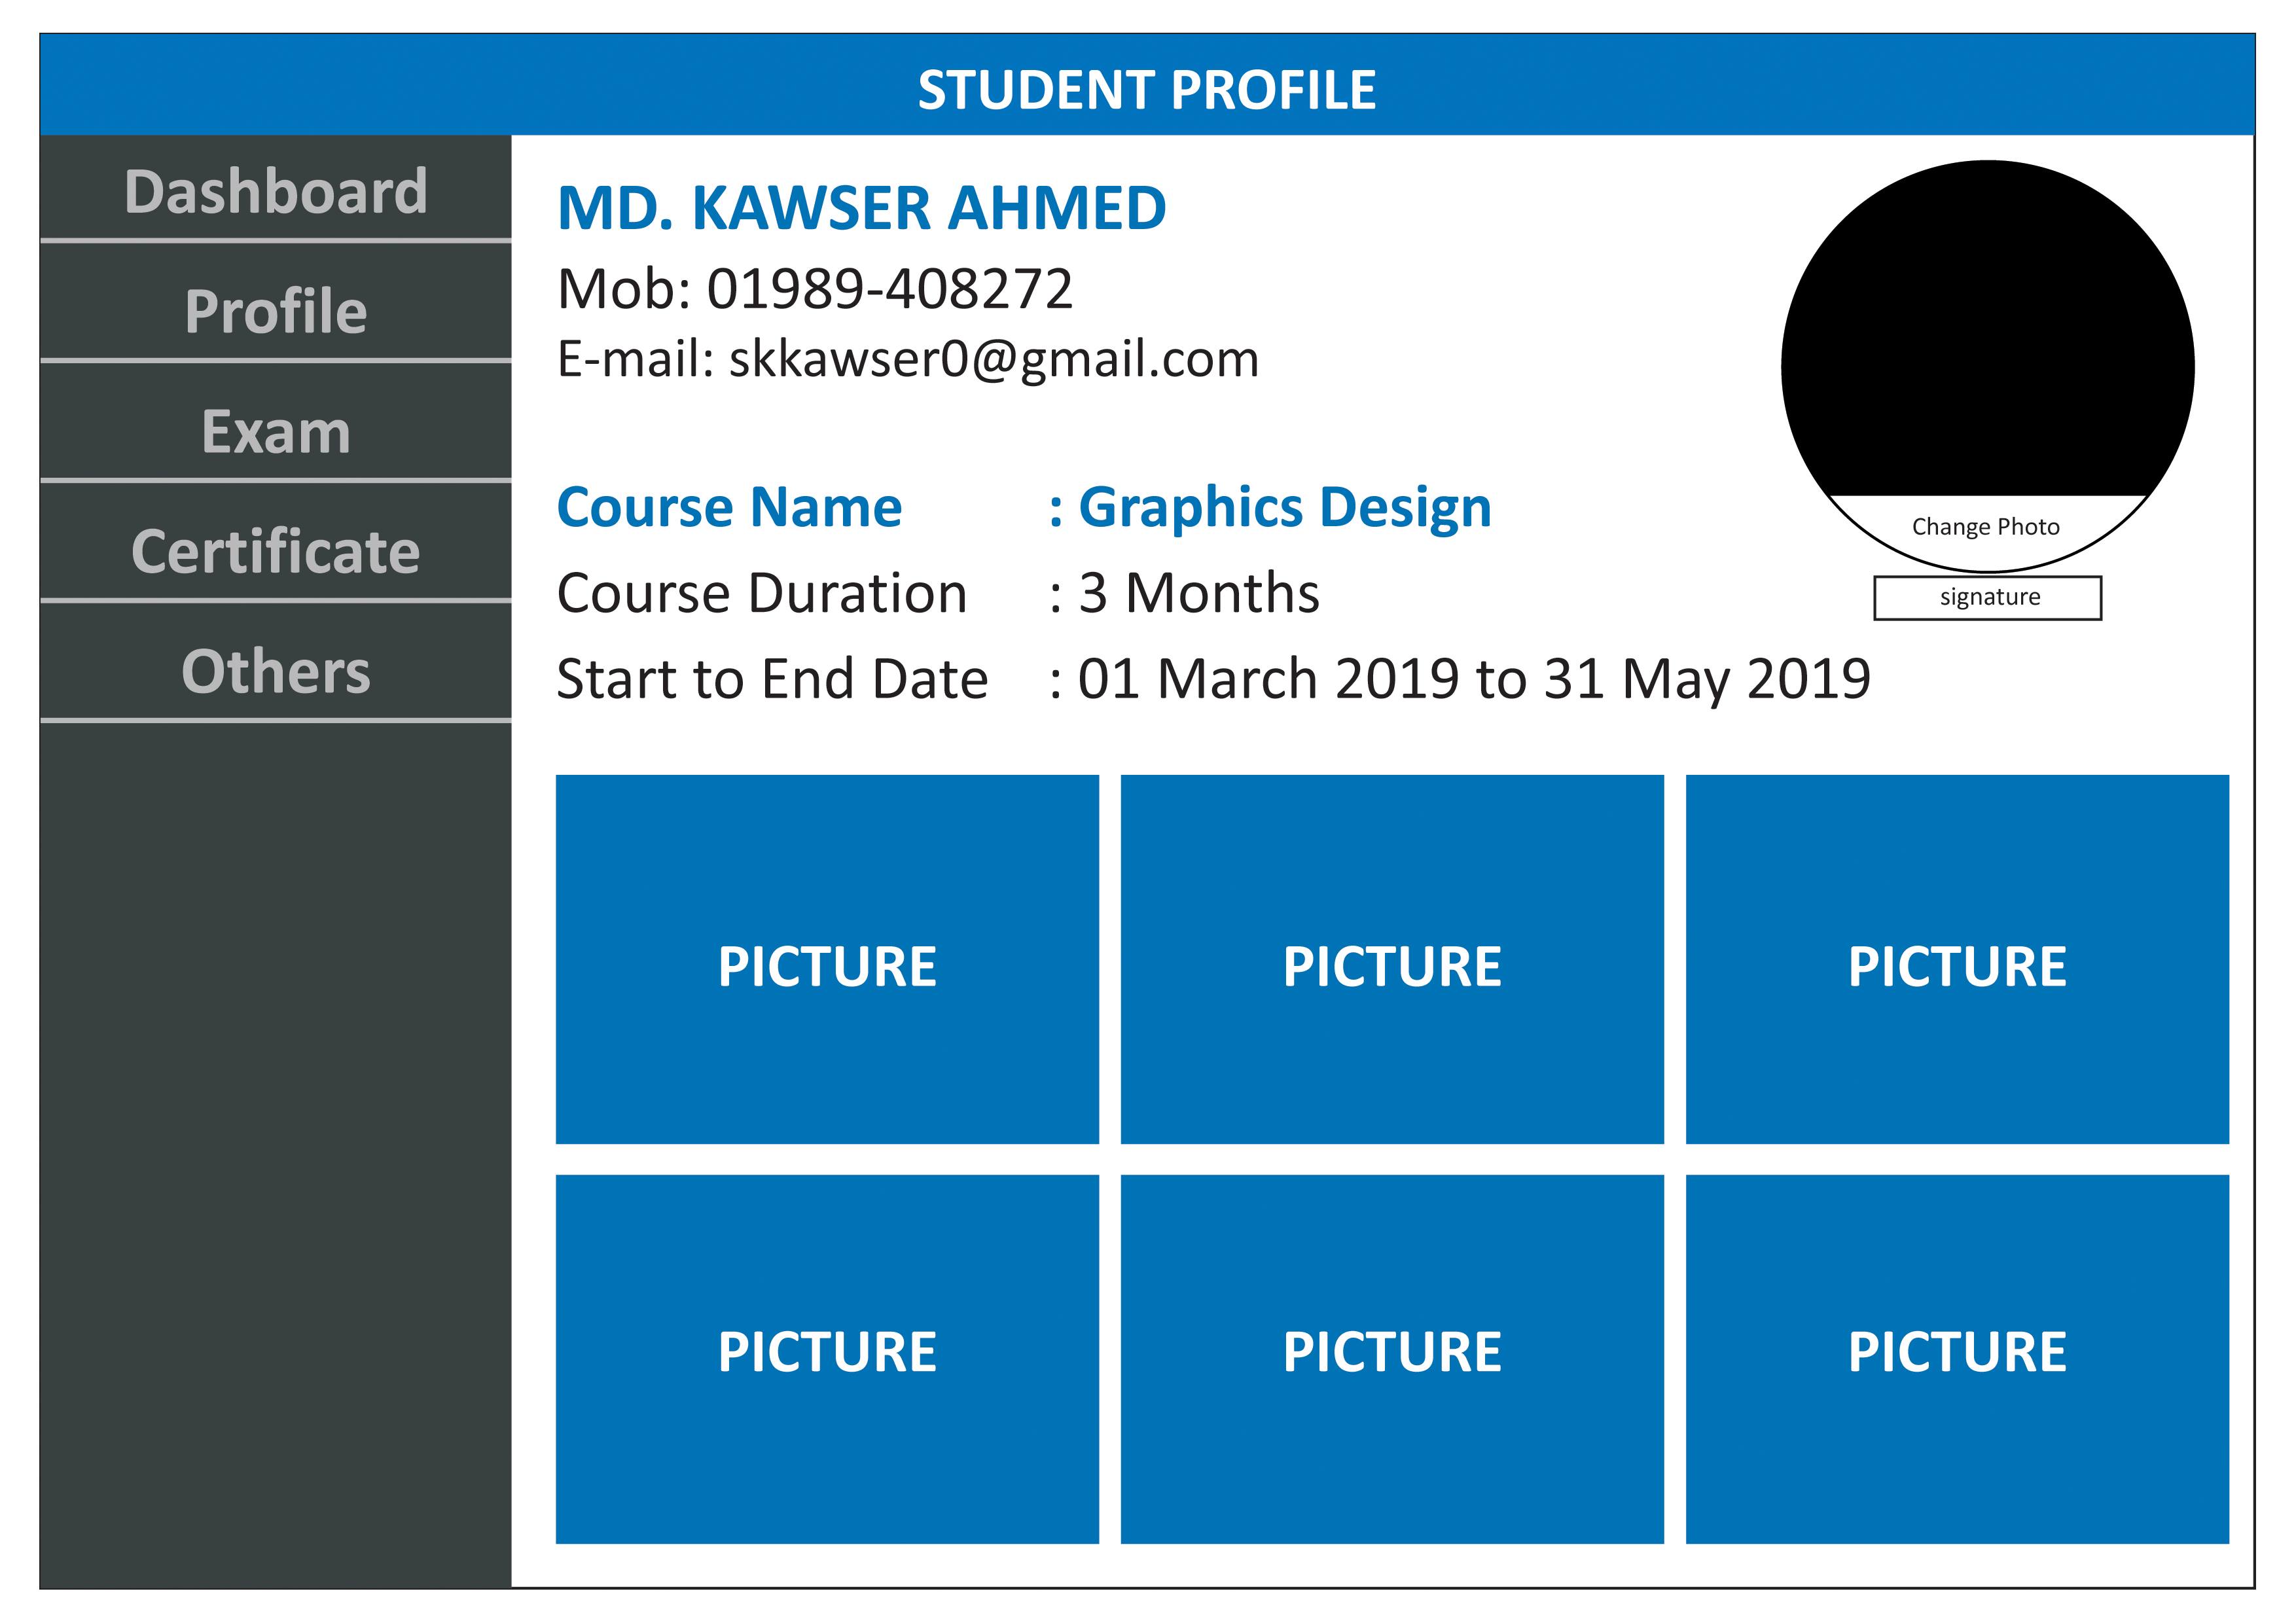 STUDENT PROFILE
Dashboard
Profile
Exam
Certificate
Others
MD. KAWSER AHMED
Mob: 01989-408272
E-mail: skkawser0@gmail.com
Course Name : Graphics Design
Course Duration : 3 Months
Start to End Date : 01 March 2019 to 31 May 2019
Change Photo
signature
PICTURE PICTURE PICTURE
PICTURE PICTURE PICTURE